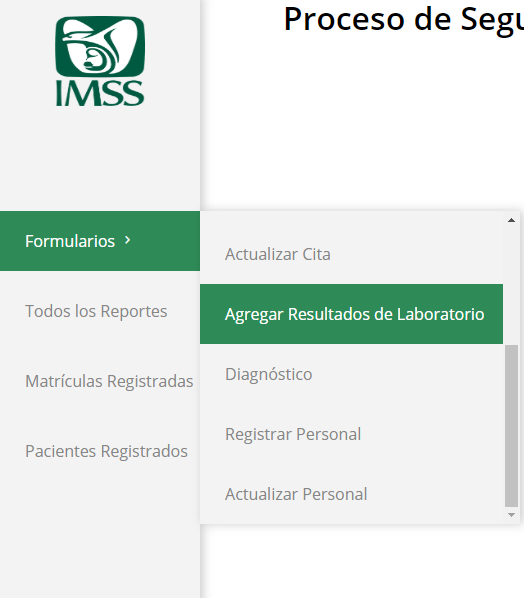 Proceso de Segu
IMSS
Formularios
Actualizar Cita
Agregar Resultados de Laboratorio
Todos los Reportes
Diagnóstico
Matrículas Registradas
Registrar Personal
Pacientes Registrados
Actualizar Personal